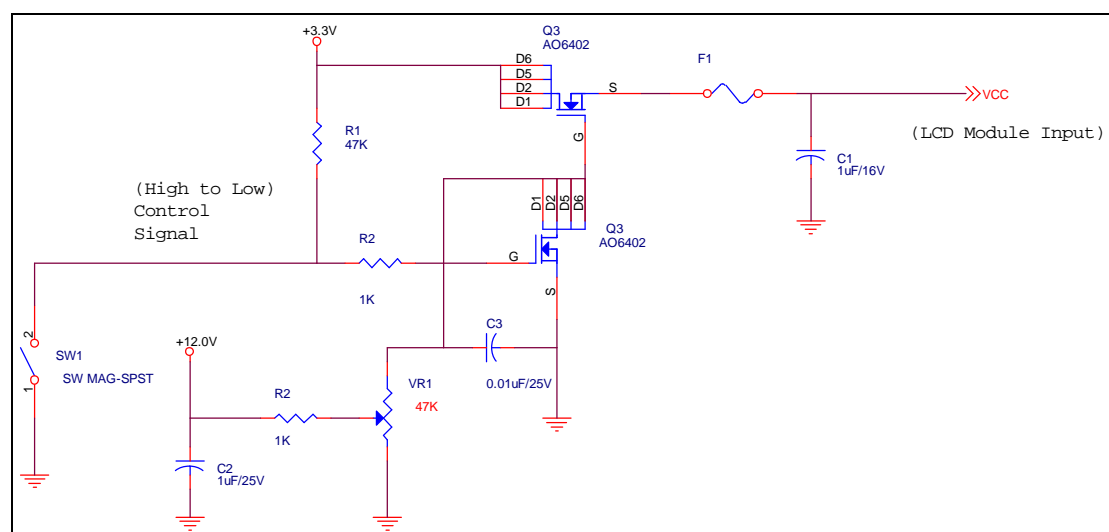 Q3
AO6402
+3.3V
D6
D5
D2
D1
S
G
F1
VCC
(LCD Module Input)
R1
47K
C1
1uF/16V
(High to Low)
Control
Signal
D1
D2
D5
D6
Q3
AO6402
R2
G
1K
S
2
SW1
SW MAG-SPST
1
+12.0V
C3
0.01uF/25V
R2
1K
VR1
47K
C2
1uF/25V